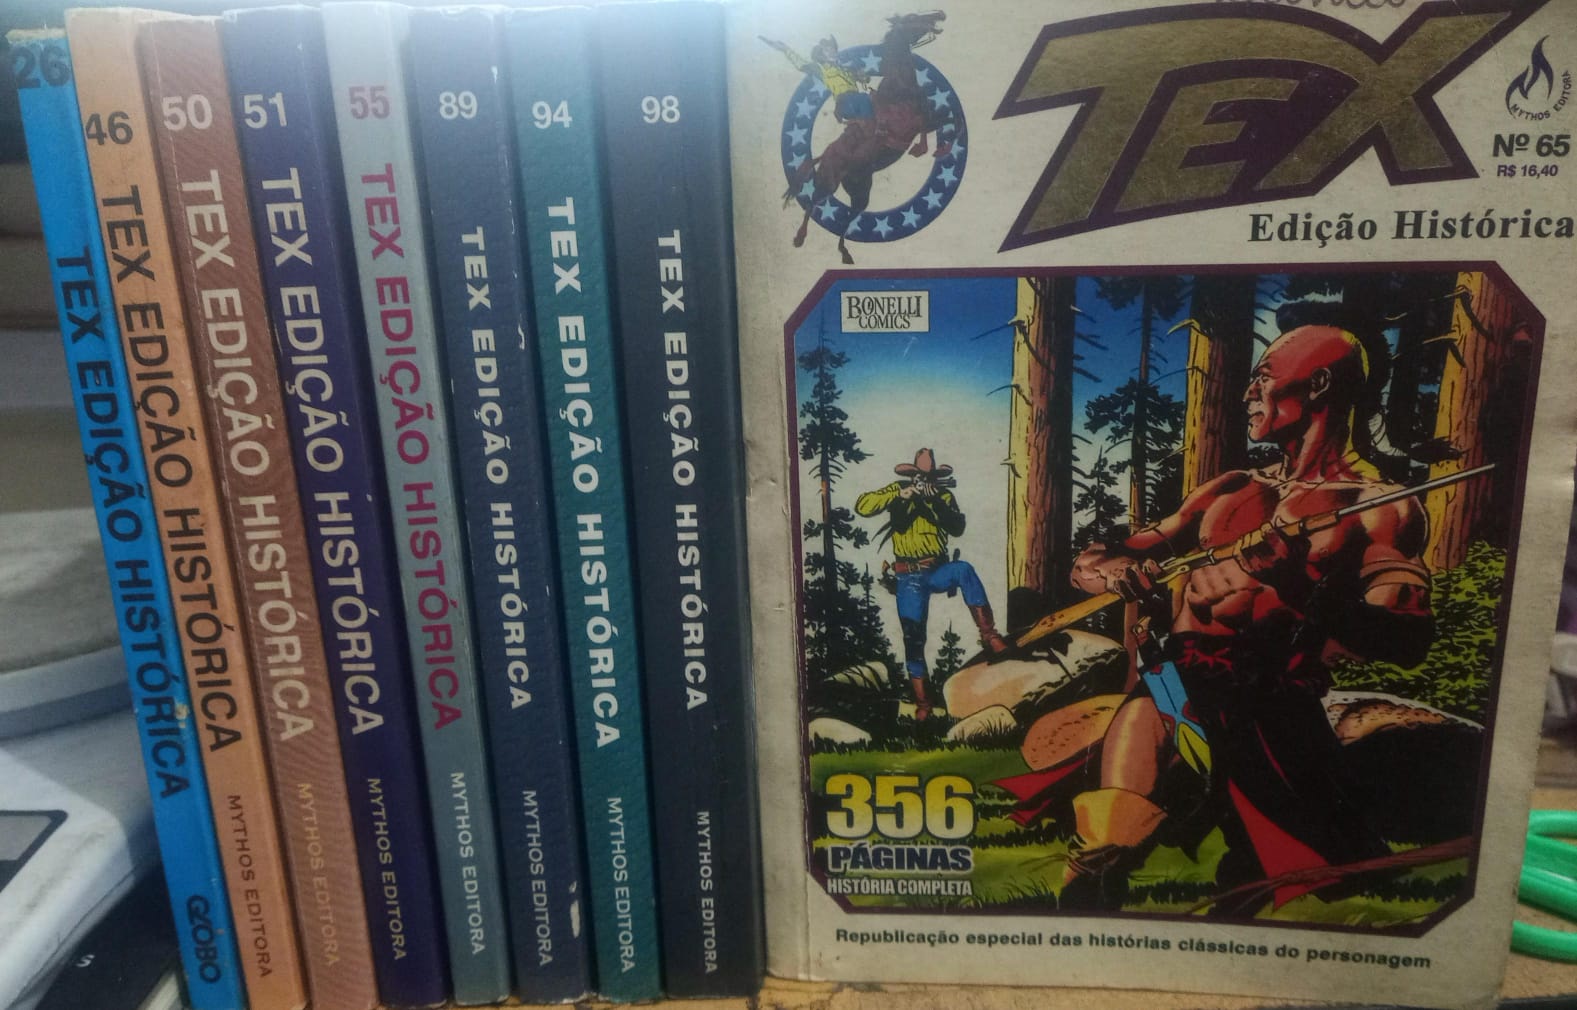 26
TEX EDIÇÃO HISTÓRICA
GLOBO
46
TEX EDIÇÃO HISTÓRICA
MYTHOS EDITORA
50
TEX EDIÇÃO HISTÓRICA
MYTHOS EDITORA
51
TEX EDIÇÃO HISTÓRICA
MYTHOS EDITORA
55
TEX EDIÇÃO HISTÓRICA
MYTHOS EDITORA
89
TEX EDIÇÃO HISTÓRICA
MYTHOS EDITORA
94
TEX EDIÇÃO HISTÓRICA
MYTHOS EDITORA
98
TEX EDIÇÃO HISTÓRICA
MYTHOS EDITORA
TEX
MYTHOS EDITORA
Nº 65
R$ 16,40
Edição Histórica
BONELLI
COMICS
356
PÁGINAS
HISTÓRIA COMPLETA
Republicação especial das histórias clássicas do personagem